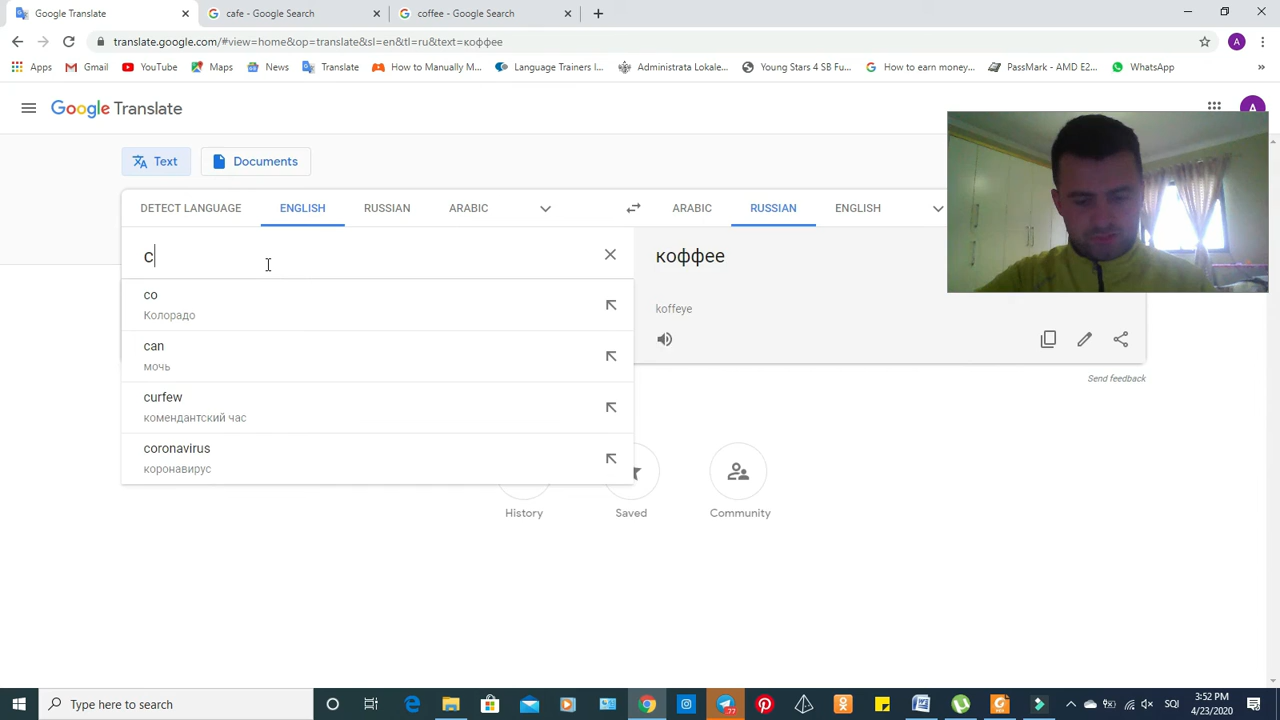 Google Translate
cafe - Google Search
coffee - Google Search
translate.google.com/#view=home&op=translate&sl=en&tl=ru&text=коффее
A
Apps Gmail YouTube Maps News Translate How to Manually M... Language Trainers I... Administrata Lokale... Young Stars 4 SB Fu... How to earn money... PassMark - AMD E2... WhatsApp »
Google Translate
A
Text Documents
DETECT LANGUAGE ENGLISH RUSSIAN ARABIC ARABIC RUSSIAN ENGLISH
c
коффее
koffeye
co
Колорадо
can
мочь
curfew
комендантский час
coronavirus
коронавирус
Send feedback
History Saved Community
Type here to search
77
SQI
3:52 PM
4/23/2020